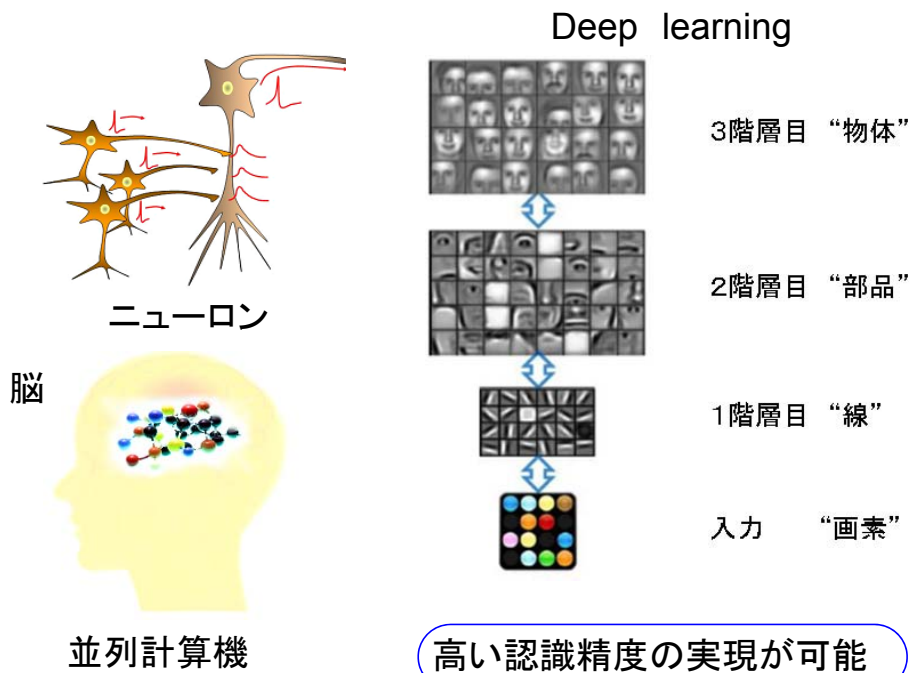 Deep learning
3階層目 “物体”
2階層目 “部品”
ニューロン
脳
1階層目 “線”
入力 “画素”
並列計算機
高い認識精度の実現が可能